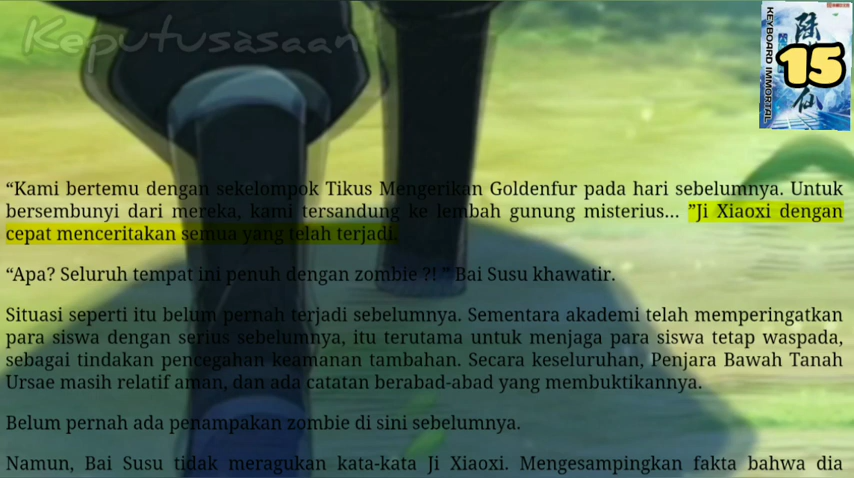 Keputusasaan
陆
仙
KEYBOARD IMMORTAL
15
“Kami bertemu dengan sekelompok Tikus Mengerikan Goldenfur pada hari sebelumnya. Untuk
bersembunyi dari mereka, kami tersandung ke lembah gunung misterius... ”Ji Xiaoxi dengan
cepat menceritakan semua yang telah terjadi.
“Apa? Seluruh tempat ini penuh dengan zombie ?! ” Bai Susu khawatir.
Situasi seperti itu belum pernah terjadi sebelumnya. Sementara akademi telah memperingatkan
para siswa dengan serius sebelumnya, itu terutama untuk menjaga para siswa tetap waspada,
sebagai tindakan pencegahan keamanan tambahan. Secara keseluruhan, Penjara Bawah Tanah
Ursae masih relatif aman, dan ada catatan berabad-abad yang membuktikannya.
Belum pernah ada penampakan zombie di sini sebelumnya.
Namun, Bai Susu tidak meragukan kata-kata Ji Xiaoxi. Mengesampingkan fakta bahwa dia